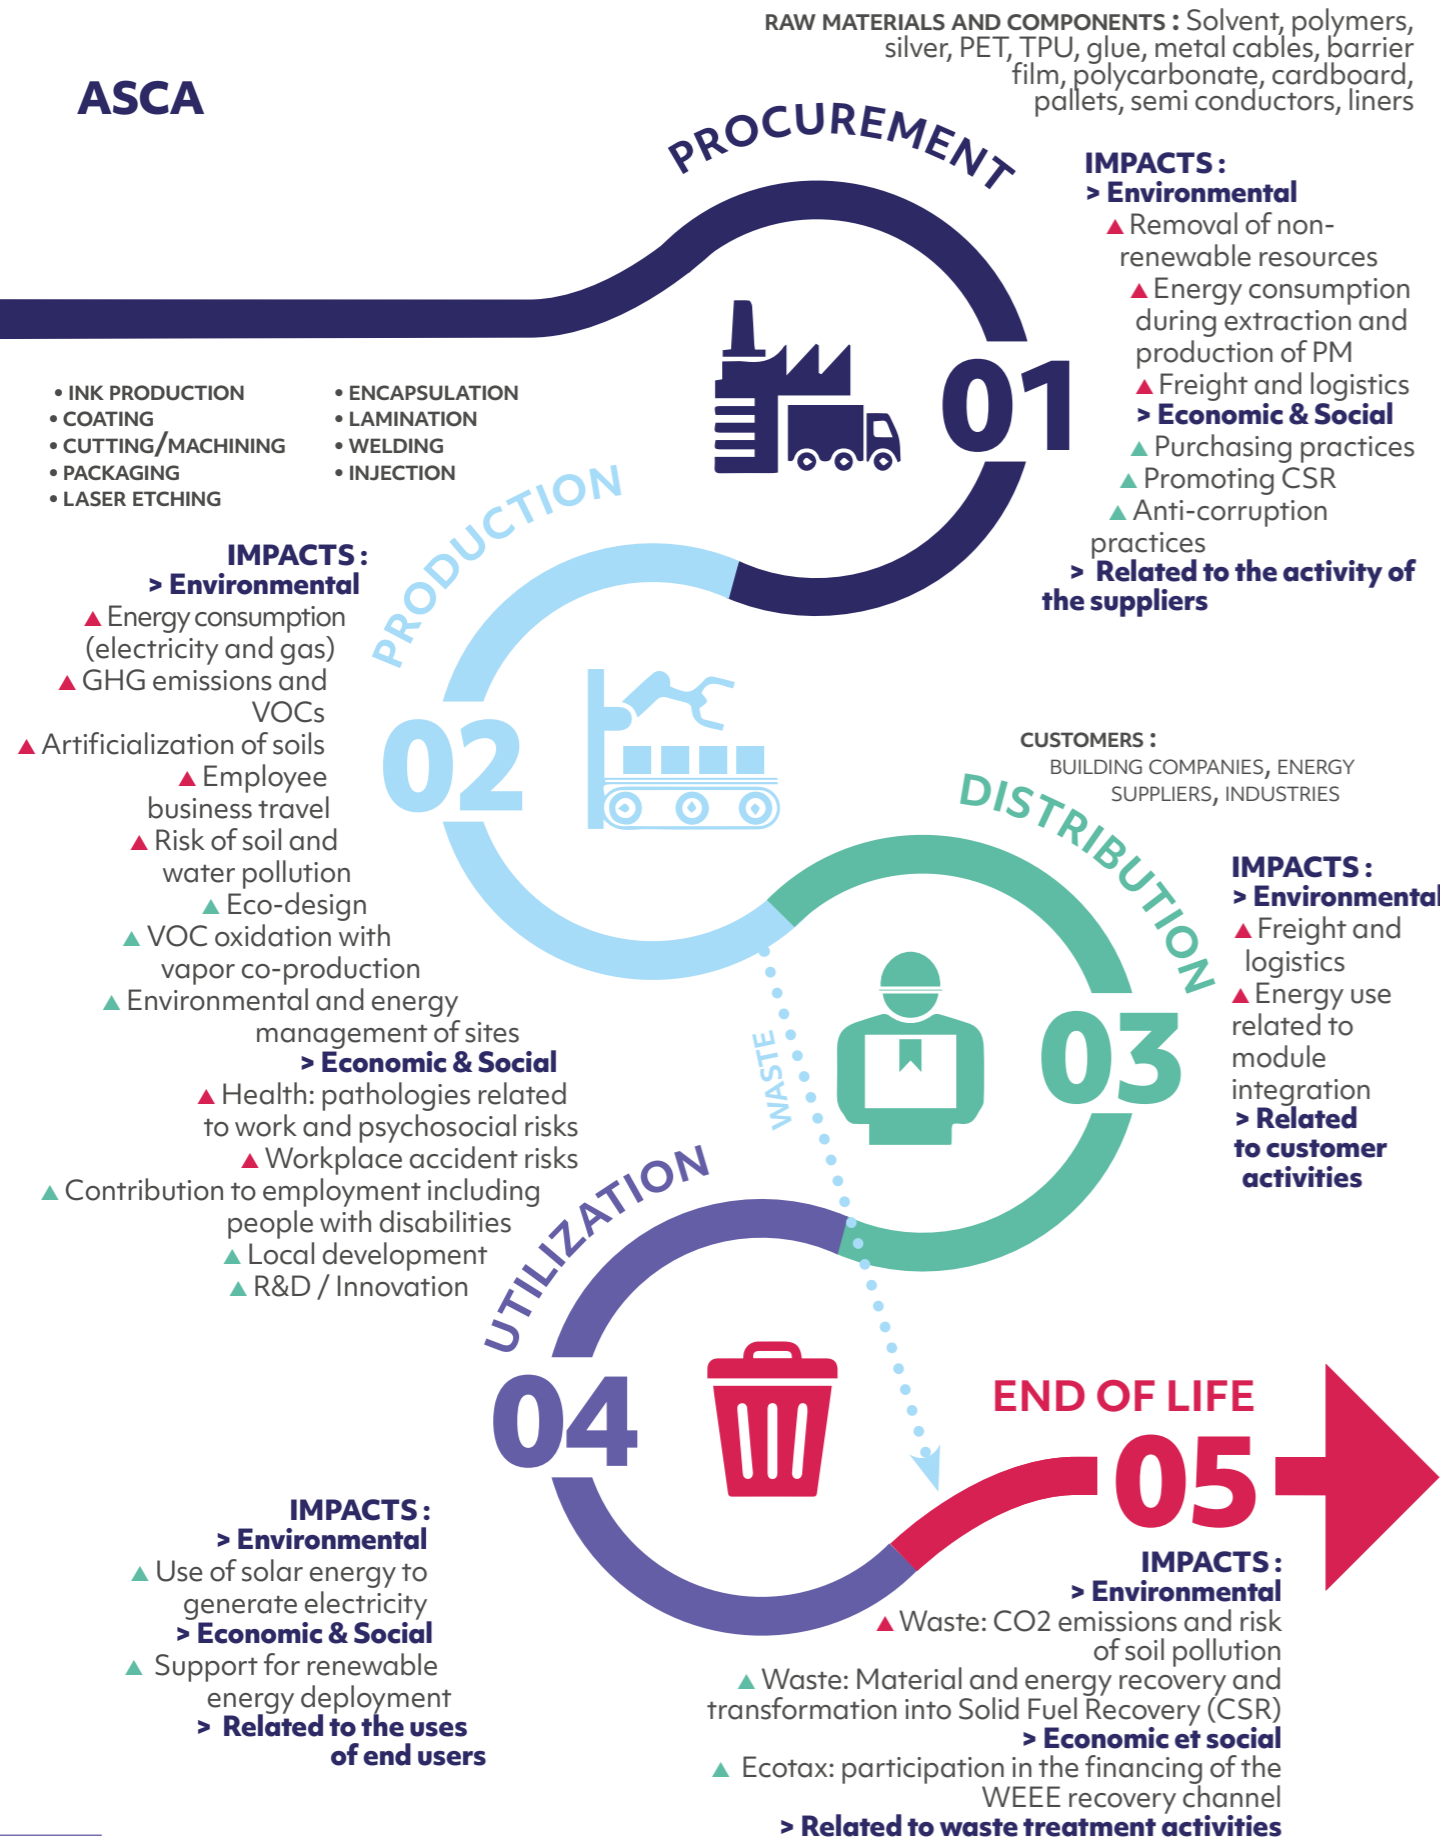 ASCA
RAW MATERIALS AND COMPONENTS : Solvent, polymers,
silver, PET, TPU, glue, metal cables, barrier
film, polycarbonate, cardboard,
pallets, semi conductors, liners
PROCUREMENT
01
IMPACTS :
> Environmental
▲ Removal of non-
renewable resources
▲ Energy consumption
during extraction and
production of PM
▲ Freight and logistics
> Economic & Social
▲ Purchasing practices
▲ Promoting CSR
▲ Anti-corruption
practices
> Related to the activity of
the suppliers
• INK PRODUCTION
• COATING
• CUTTING/MACHINING
• PACKAGING
• LASER ETCHING
• ENCAPSULATION
• LAMINATION
• WELDING
• INJECTION
PRODUCTION
02
IMPACTS :
> Environmental
▲ Energy consumption
(electricity and gas)
▲ GHG emissions and
VOCs
▲ Artificialization of soils
▲ Employee
business travel
▲ Risk of soil and
water pollution
▲ Eco-design
▲ VOC oxidation with
vapor co-production
▲ Environmental and energy
management of sites
> Economic & Social
▲ Health: pathologies related
to work and psychosocial risks
▲ Workplace accident risks
▲ Contribution to employment including
people with disabilities
▲ Local development
▲ R&D / Innovation
WASTE
CUSTOMERS :
BUILDING COMPANIES, ENERGY
SUPPLIERS, INDUSTRIES
DISTRIBUTION
03
IMPACTS :
> Environmental
▲ Freight and
logistics
▲ Energy use
related to
module
integration
> Related
to customer
activities
UTILIZATION
04
IMPACTS :
> Environmental
▲ Use of solar energy to
generate electricity
> Economic & Social
▲ Support for renewable
energy deployment
> Related to the uses
of end users
END OF LIFE
05
IMPACTS :
> Environmental
▲ Waste: CO2 emissions and risk
of soil pollution
▲ Waste: Material and energy recovery and
transformation into Solid Fuel Recovery (CSR)
> Economic et social
▲ Ecotax: participation in the financing of the
WEEE recovery channel
> Related to waste treatment activities